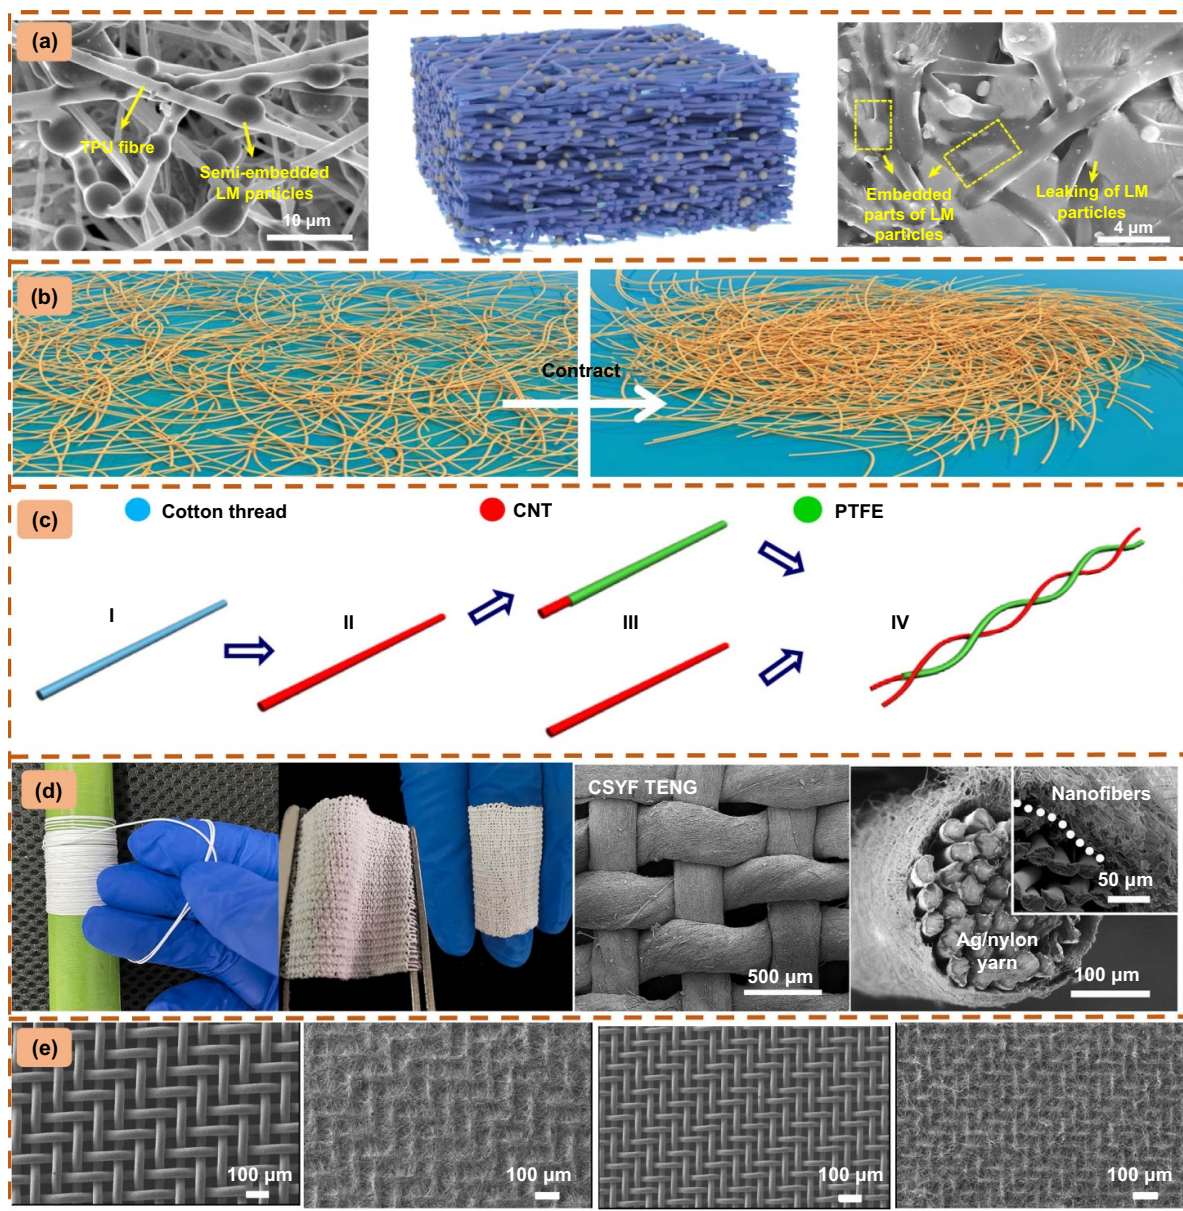 (a)
TPU fibre
Semi-embedded
LM particles
10 µm
Embedded
parts of LM
particles
Leaking of LM
particles
4 µm
(b)
Contract
(c)
Cotton thread
CNT
PTFE
I
II
III
IV
(d)
CSYF TENG
500 µm
Nanofibers
50 µm
Ag/nylon
yarn
100 µm
(e)
100 µm
100 µm
100 µm
100 µm